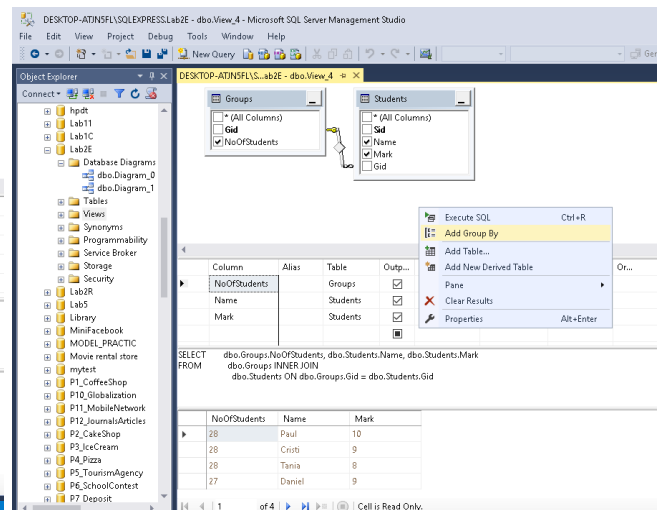 DESKTOP-ATJN5FL\SQLEXPRESS.Lab2E - dbo.View_4 - Microsoft SQL Server Management Studio
File Edit View Project Debug Query Designer Tools Window Help
New Query
Gener
Object Explorer
DESKTOP-ATJN5FL\S...ab2E - dbo.View_4
Connect
hpdt
Lab11
Lab1C
Lab2E
Database Diagrams
dbo.Diagram_0
dbo.Diagram_1
Tables
Views
Synonyms
Programmability
Service Broker
Storage
Security
Lab2R
Lab5
Library
MiniFacebook
MODEL_PRACTIC
Movie rental store
mytest
P1_CoffeeShop
P10_Globalization
P11_MobileNetwork
P12_JournalsArticles
P2_CakeShop
P3_IceCream
P4_Pizza
P5_TourismAgency
P6_SchoolContest
P7 Deposit
Groups
* (All Columns)
Gid
NoOfStudents
Students
* (All Columns)
Sid
Name
Mark
Gid
Execute SQL Ctrl+R
Add Group By
Add Table...
Add New Derived Table
Pane
Clear Results
Properties Alt+Enter
Column Alias Table Outp... Or...
NoOfStudents Groups
Name Students
Mark Students
SELECT dbo.Groups.NoOfStudents, dbo.Students.Name, dbo.Students.Mark
FROM dbo.Groups INNER JOIN
dbo.Students ON dbo.Groups.Gid = dbo.Students.Gid
NoOfStudents Name Mark
28 Paul 10
28 Cristi 9
28 Tania 8
27 Daniel 9
1 of 4 Cell is Read Only.